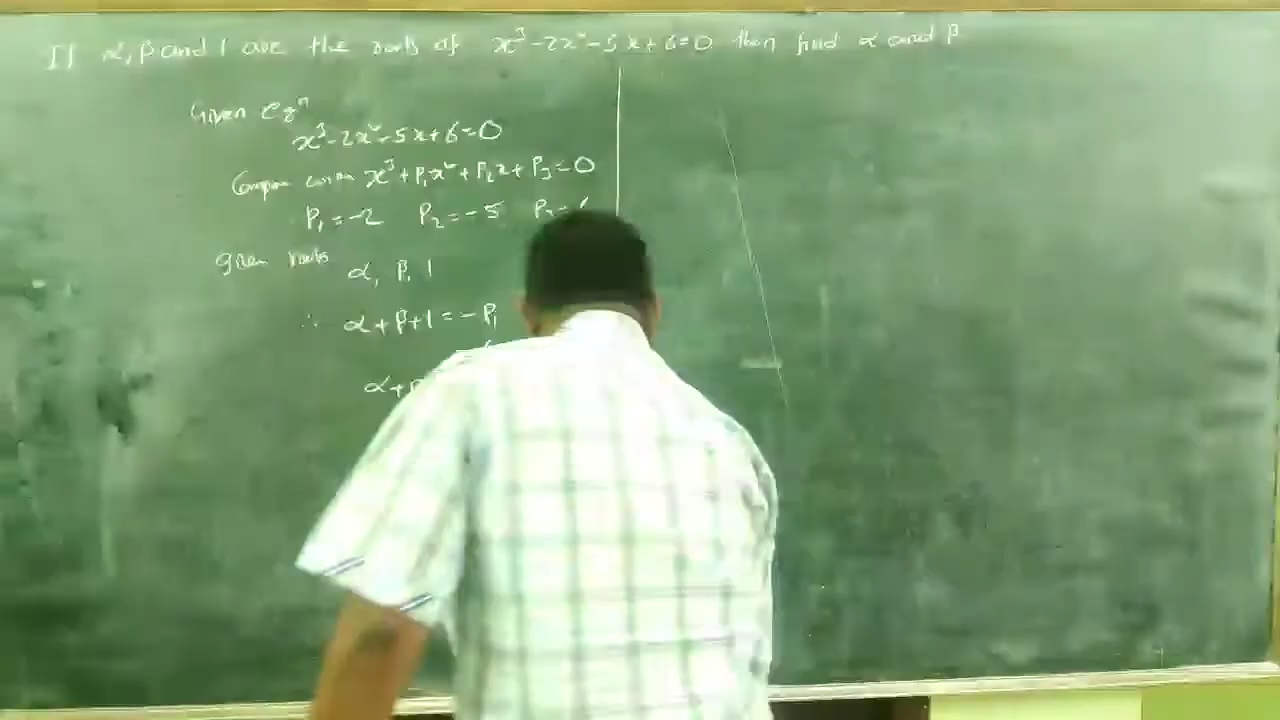 If α, β and 1 are the roots of x³-2x²-5x+6=0 then find α and β
Given eqⁿ
x³-2x²-5x+6=0
Compare with x³+P₁x²+P₂x+P₃=0
P₁=-2 P₂=-5 P₃=
given roots
α, β, 1
∴ α+β+1=-P₁
α+